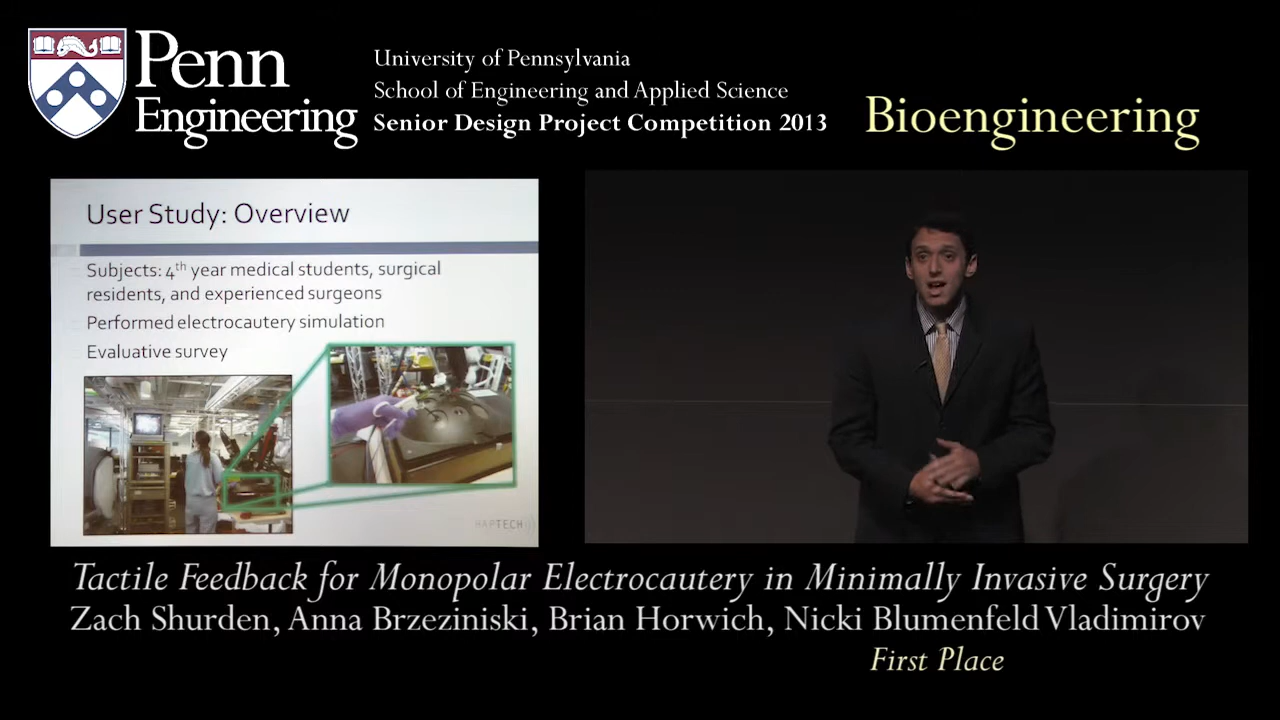 Penn
Engineering
University of Pennsylvania
School of Engineering and Applied Science
Senior Design Project Competition 2013
Bioengineering
User Study: Overview
Subjects: 4th year medical students, surgical
residents, and experienced surgeons
Performed electrocautery simulation
Evaluative survey
HAPTECH
Tactile Feedback for Monopolar Electrocautery in Minimally Invasive Surgery
Zach Shurden, Anna Brzeziniski, Brian Horwich, Nicki Blumenfeld Vladimirov
First Place